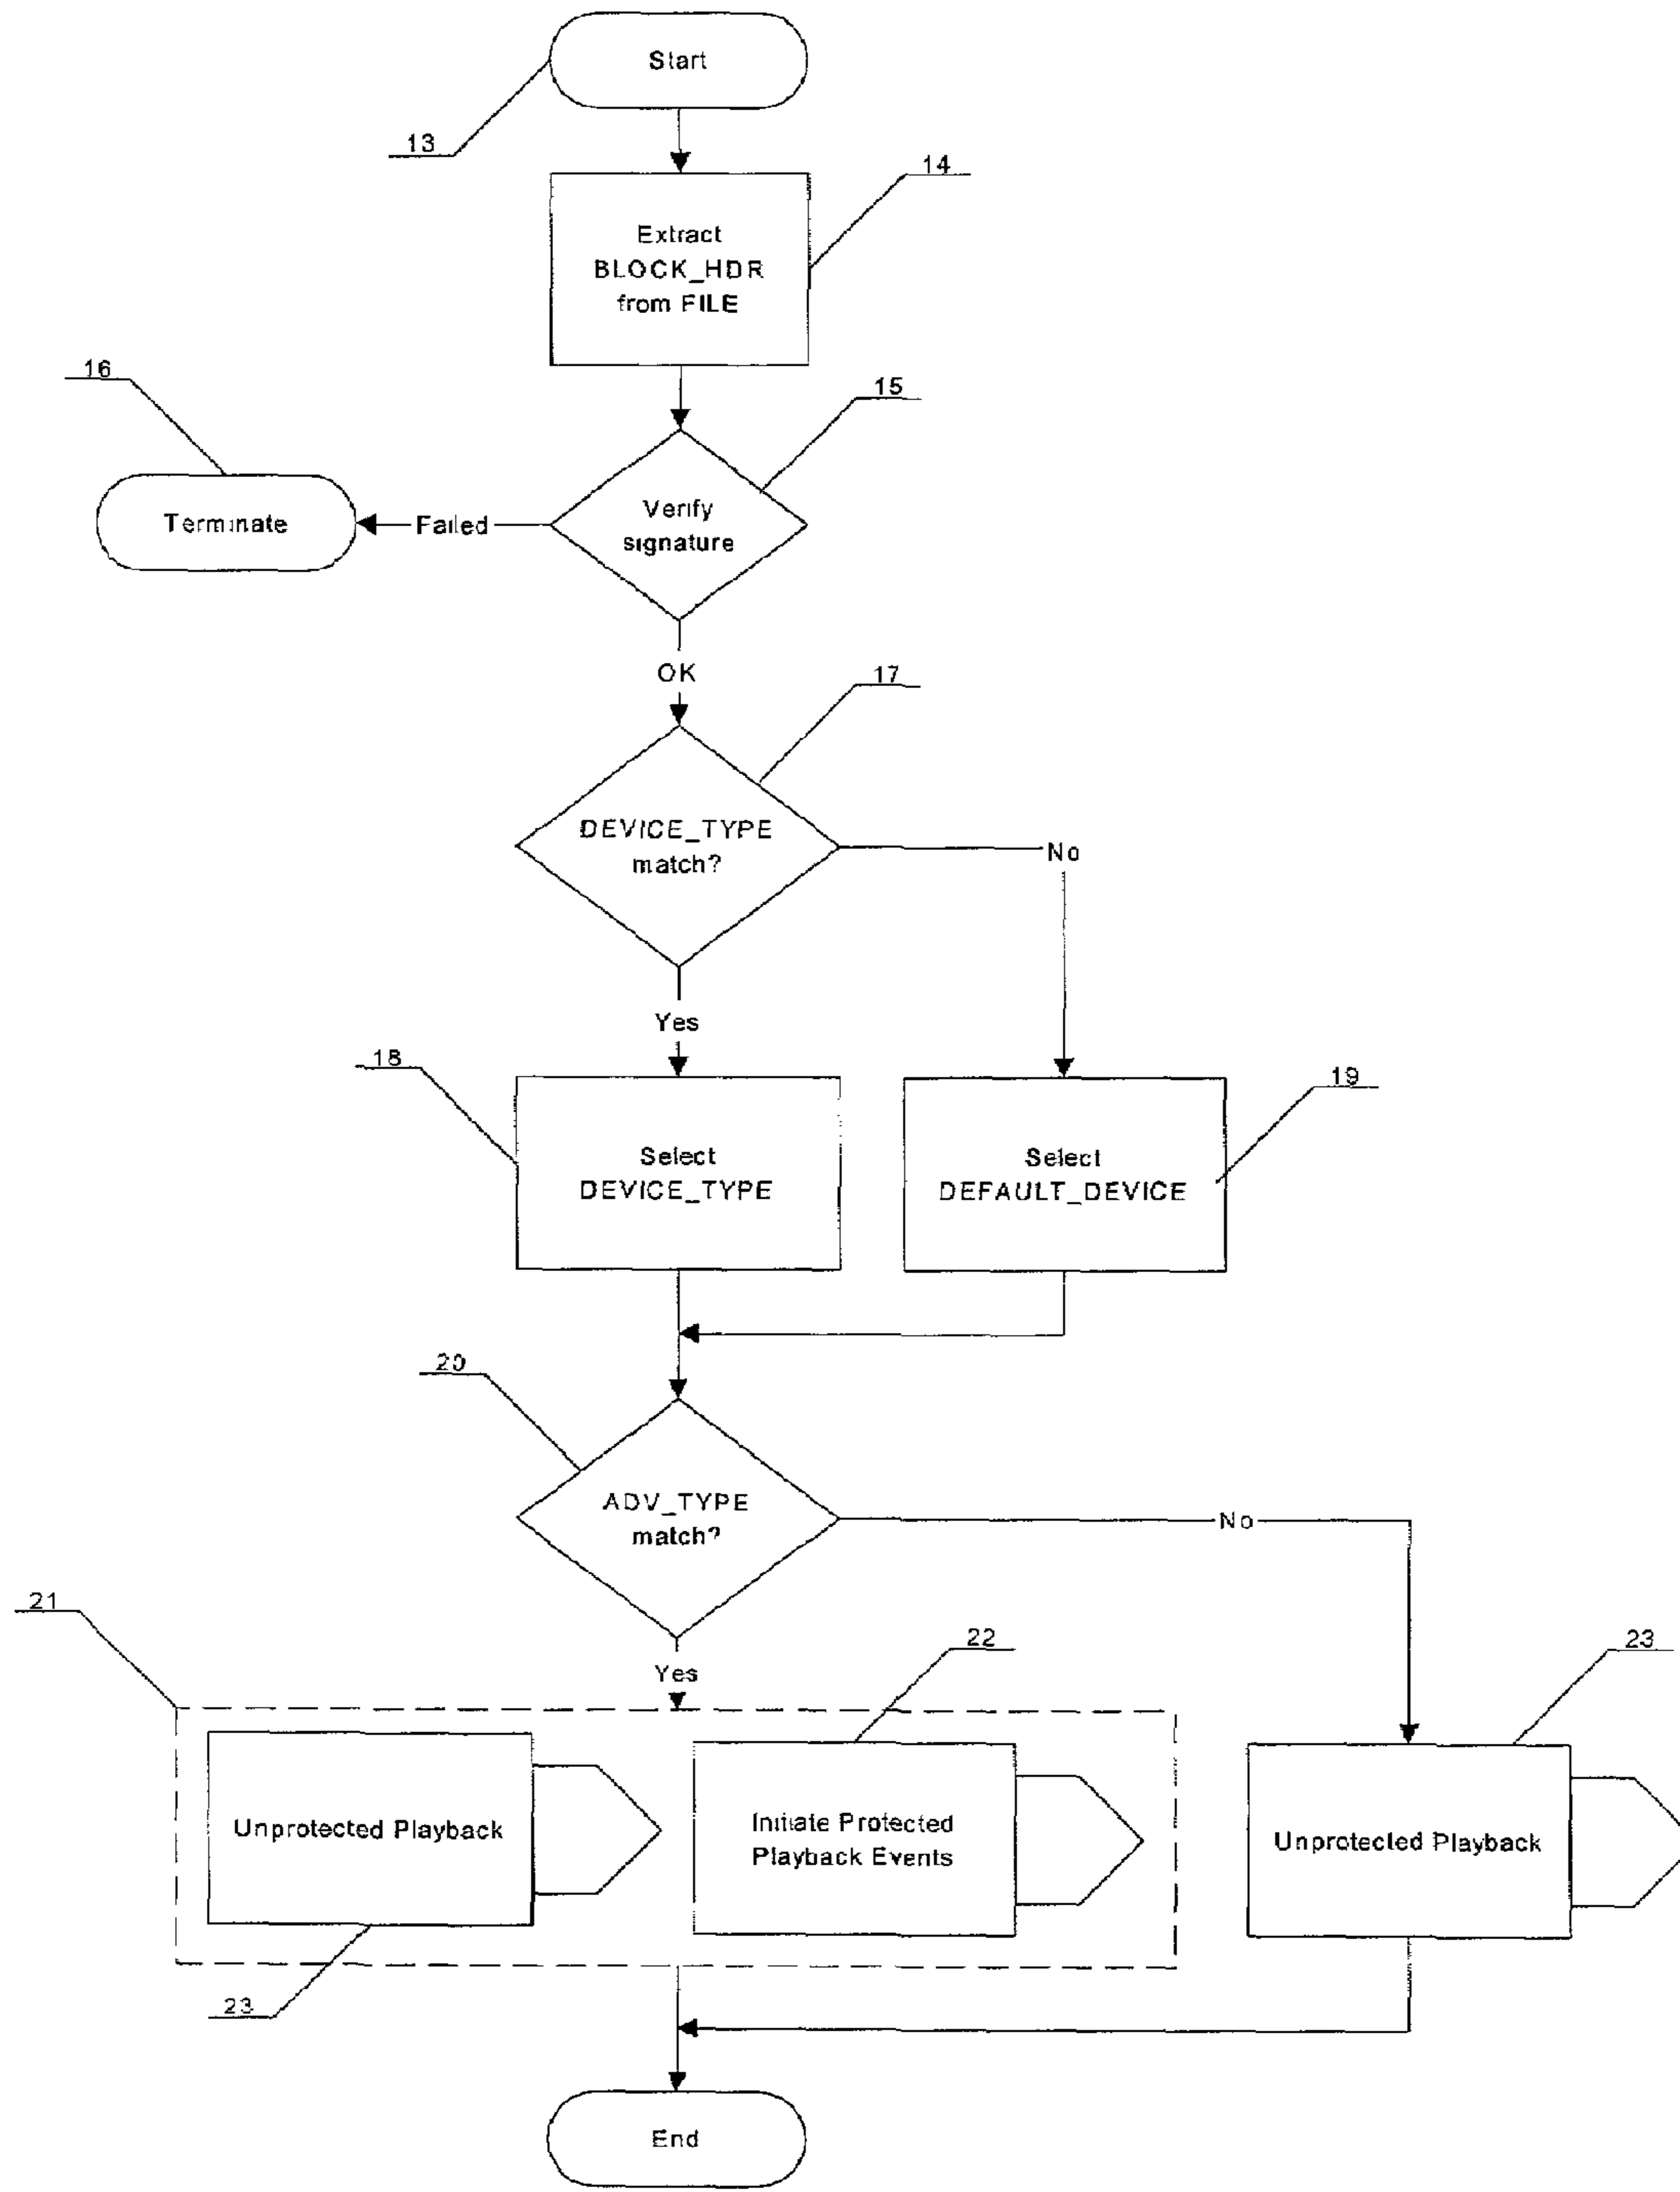 Start
13
14
Extract
BLOCK_HDR
from FILE
16
15
Terminate
Failed
Verify
signature
OK
17
DEVICE_TYPE
match?
No
Yes
18
19
Select
DEVICE_TYPE
Select
DEFAULT_DEVICE
20
ADV_TYPE
match?
No
21
22
23
Yes
Unprotected Playback
Initiate Protected
Playback Events
Unprotected Playback
23
End